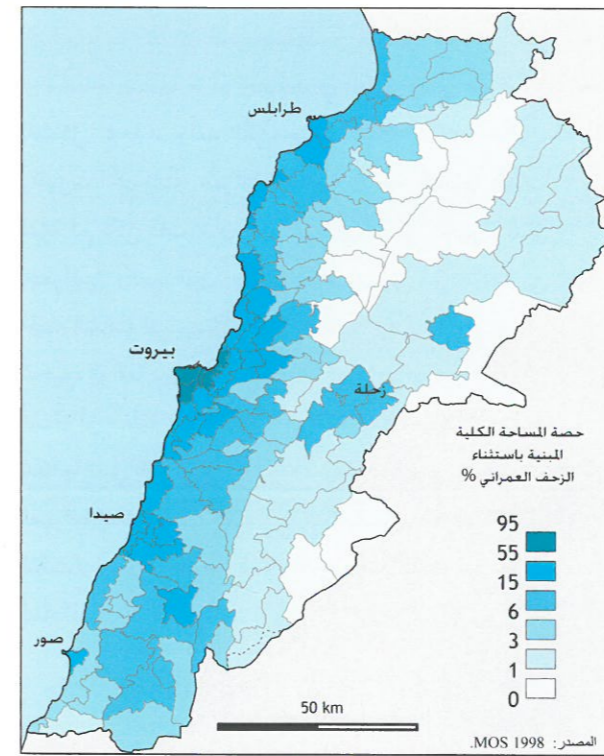 طرابلس
بيروت
زحلة
صيدا
صور
حصة المساحة الكلية
المبنية باستثناء
الزحف العمراني %
95
55
15
6
3
1
0
50 km
المصدر: MOS 1998.